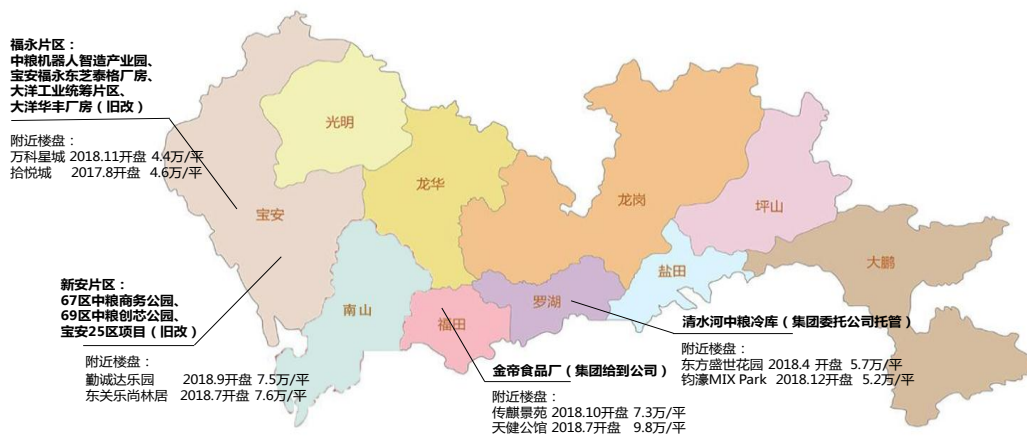 福永片区：
中粮机器人智造产业园、
宝安福永东芝泰格厂房、
大洋工业统筹片区、
大洋华丰厂房（旧改）
附近楼盘：
万科星城 2018.11开盘 4.4万/平
拾悦城 2017.8开盘 4.6万/平
光明
龙华
龙岗
坪山
宝安
大鹏
盐田
罗湖
南山
福田
新安片区：
67区中粮商务公园、
69区中粮创芯公园、
宝安25区项目（旧改）
附近楼盘：
勤诚达乐园 2018.9开盘 7.5万/平
东关乐尚林居 2018.7开盘 7.6万/平
金帝食品厂（集团给到公司）
附近楼盘：
传麒景苑 2018.10开盘 7.3万/平
天健公馆 2018.7开盘 9.8万/平
清水河中粮冷库（集团委托公司托管）
附近楼盘：
东方盛世花园 2018.4 开盘 5.7万/平
钧濠MIX Park 2018.12开盘 5.2万/平